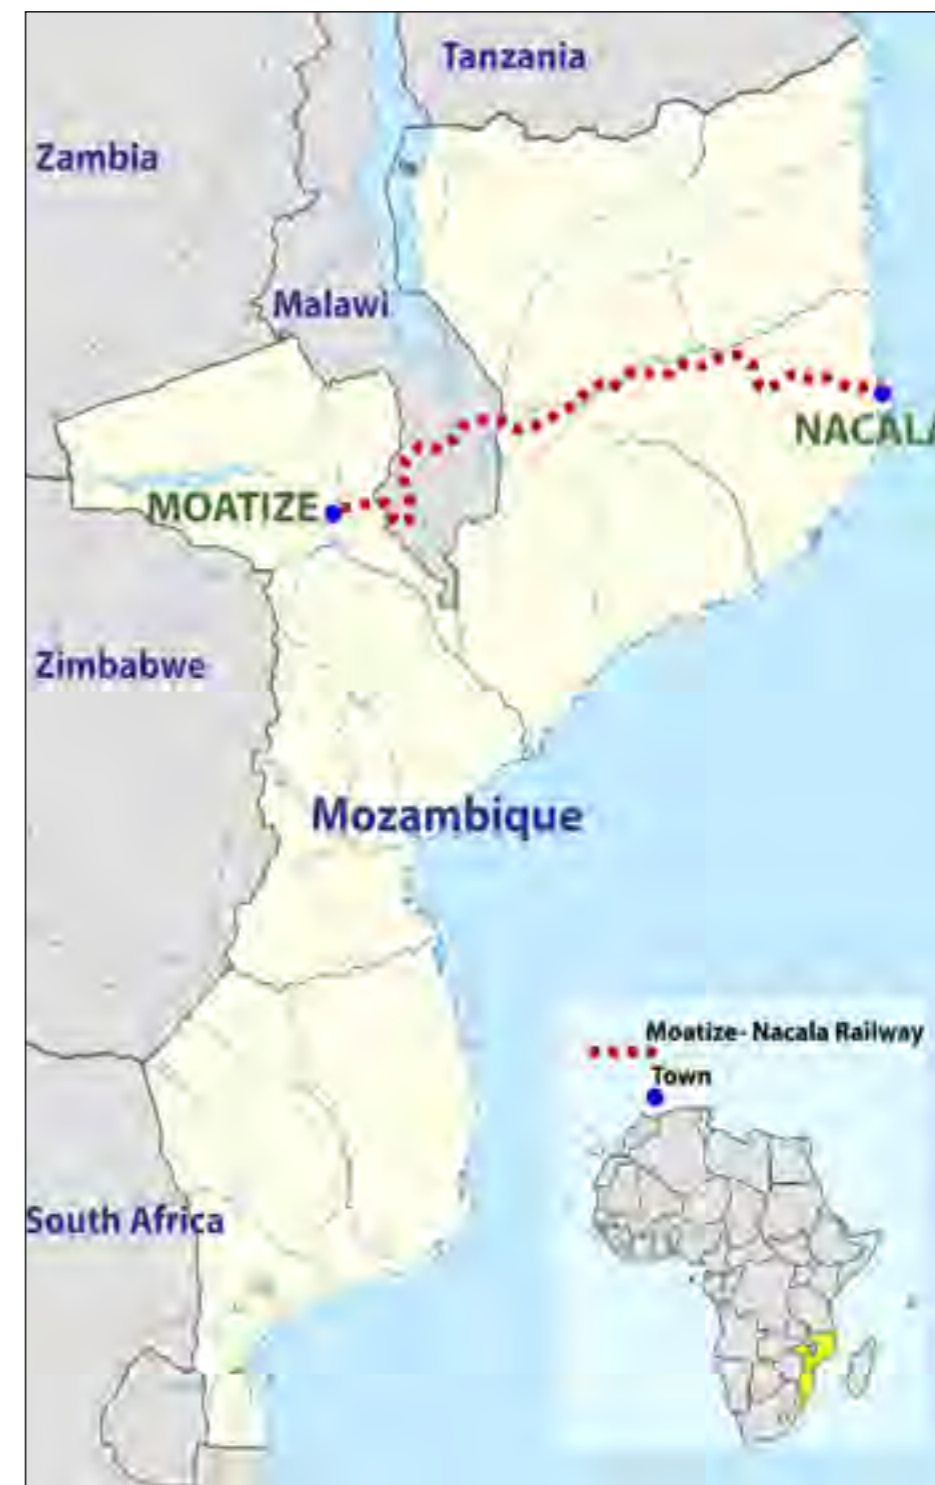 Tanzania
Zambia
Malawi
NACALA
MOATIZE
Zimbabwe
Mozambique
Moatize- Nacala Railway
Town
South Africa